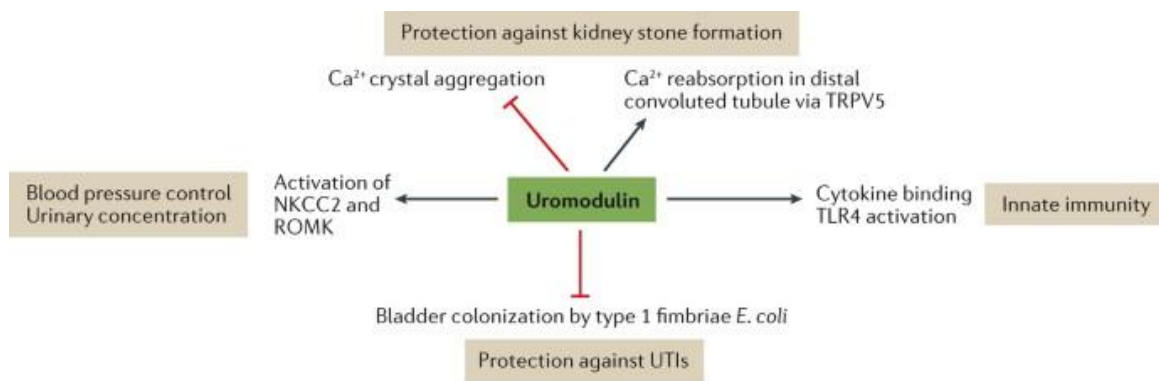 Protection against kidney stone formation
Ca²⁺ crystal aggregation
Ca²⁺ reabsorption in distal
convoluted tubule via TRPV5
Blood pressure control
Urinary concentration
Activation of
NKCC2 and
ROMK
Uromodulin
Cytokine binding
TLR4 activation
Innate immunity
Bladder colonization by type 1 fimbriae E. coli
Protection against UTIs